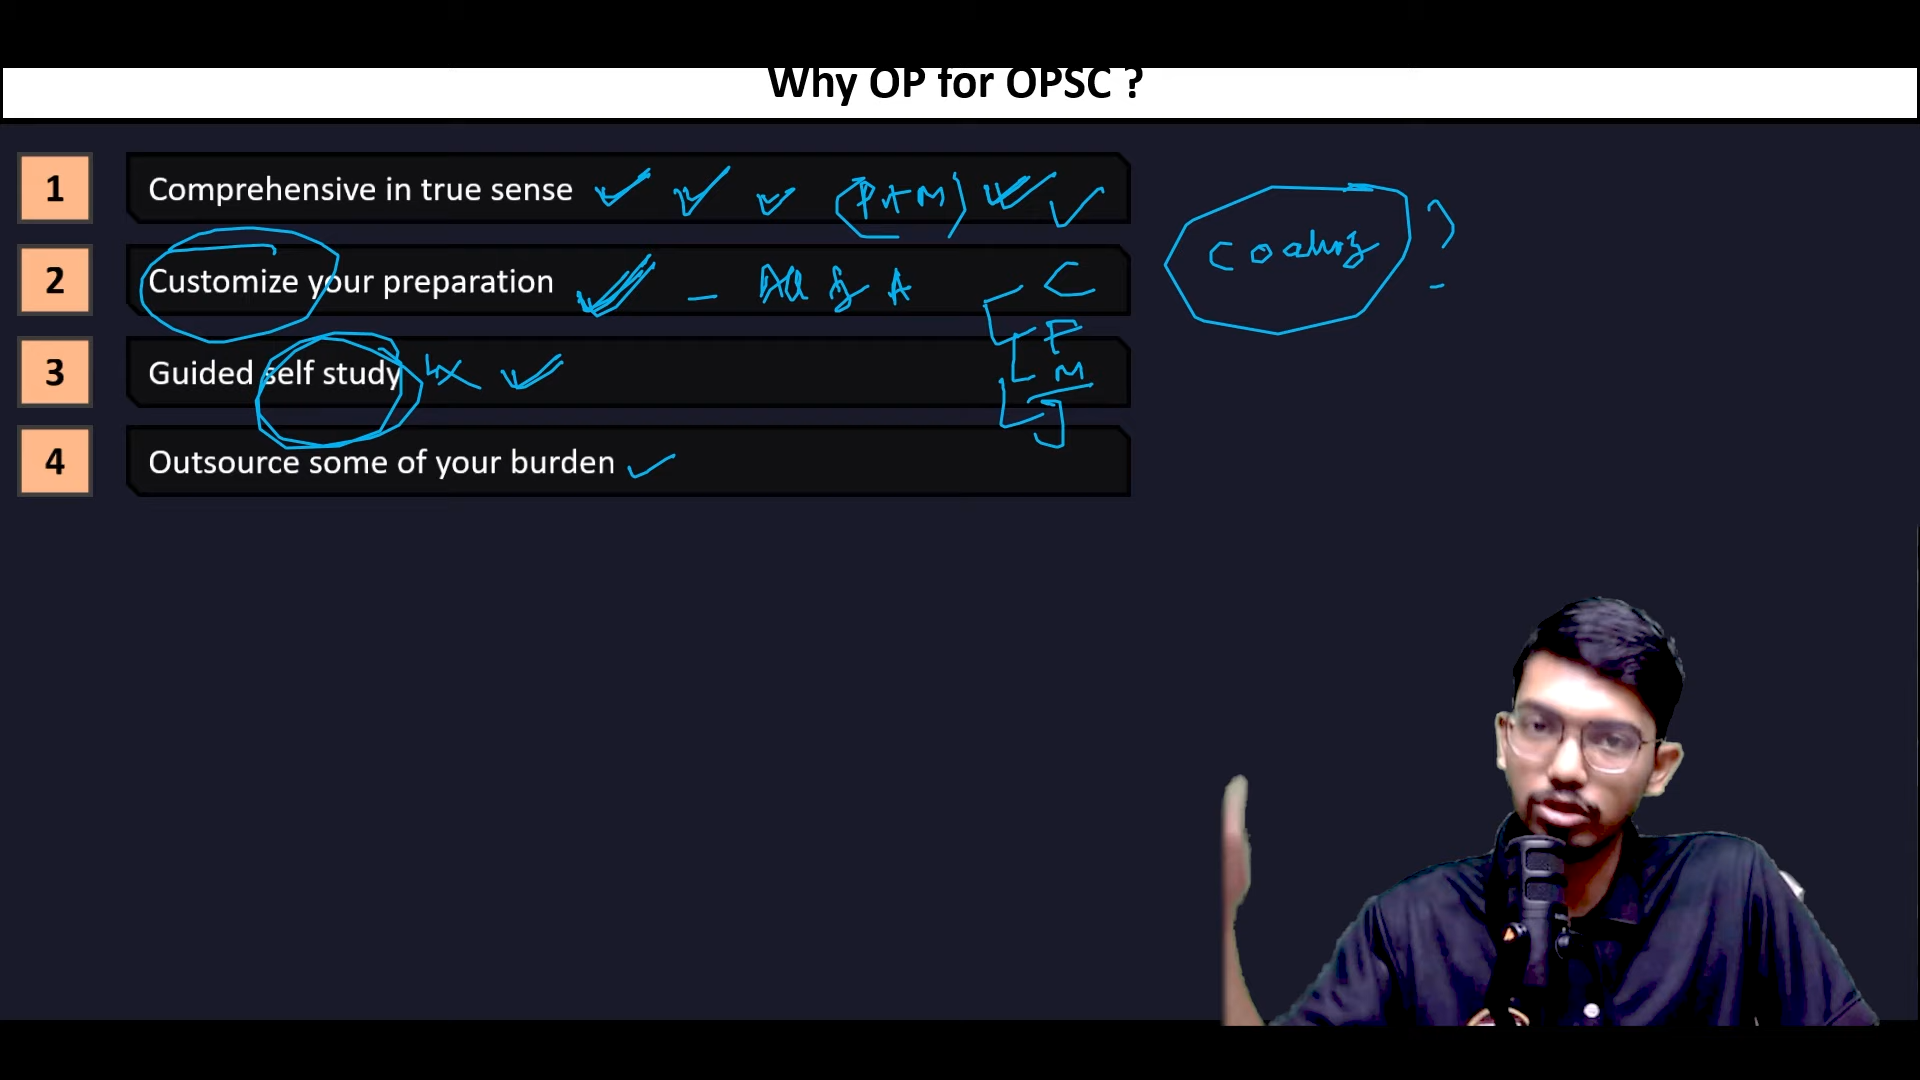 Why OP for OPSC ?
1 Comprehensive in true sense (Pr+M)
coaching ?
2 Customize your preparation - C
F
3 Guided self study 4x M
J
4 Outsource some of your burden